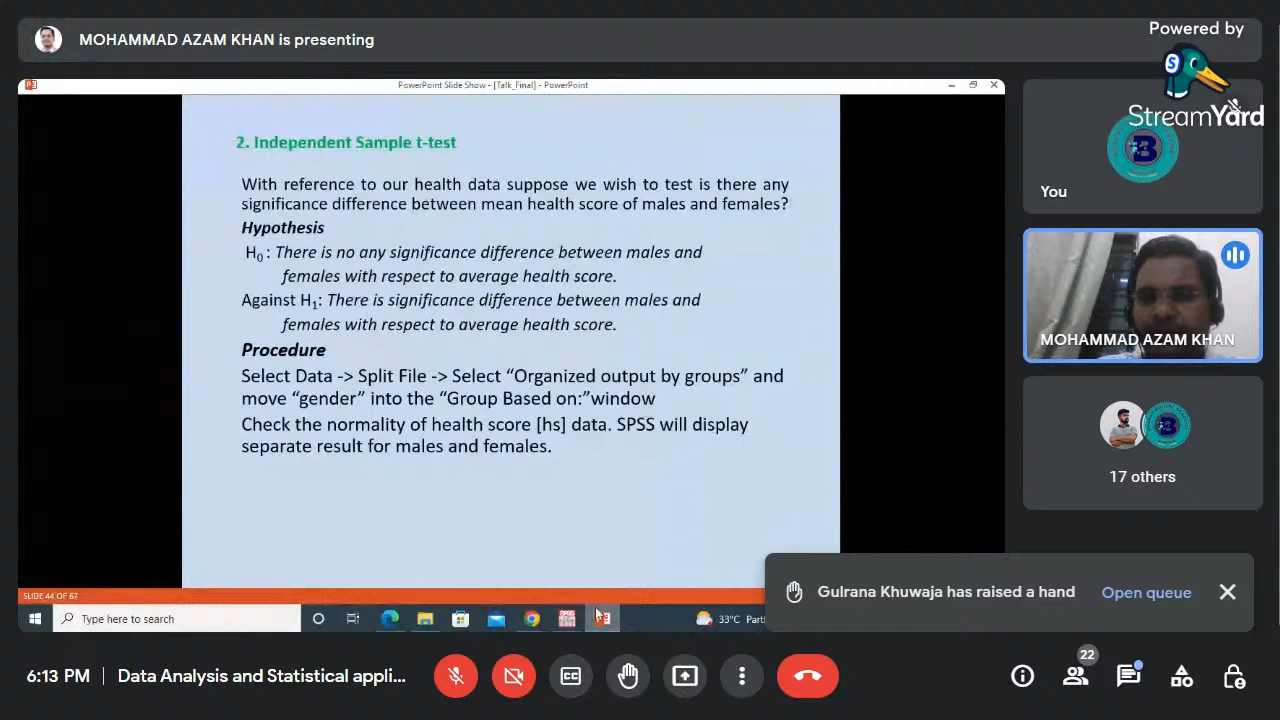 MOHAMMAD AZAM KHAN is presenting
Powered by
StreamYard
PowerPoint Slide Show - [Talk_Final] - PowerPoint
2. Independent Sample t-test
With reference to our health data suppose we wish to test is there any
significance difference between mean health score of males and females?
Hypothesis
H0 : There is no any significance difference between males and
females with respect to average health score.
Against H1: There is significance difference between males and
females with respect to average health score.
Procedure
Select Data -> Split File -> Select “Organized output by groups” and
move “gender” into the “Group Based on:”window
Check the normality of health score [hs] data. SPSS will display
separate result for males and females.
SLIDE 44 OF 67
Type here to search
33°C
You
MOHAMMAD AZAM KHAN
17 others
Gulrana Khuwaja has raised a hand
Open queue
6:13 PM
Data Analysis and Statistical appli...
22